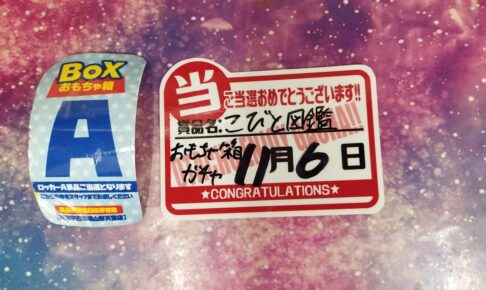 BOX
おもちゃ箱
A
ロッカーA景品ご当選となります
当
ご当選おめでとうございます!!
賞品名:こびと図鑑
おもちゃ箱
ガチャ
11月6日
★CONGRATULATIONS★